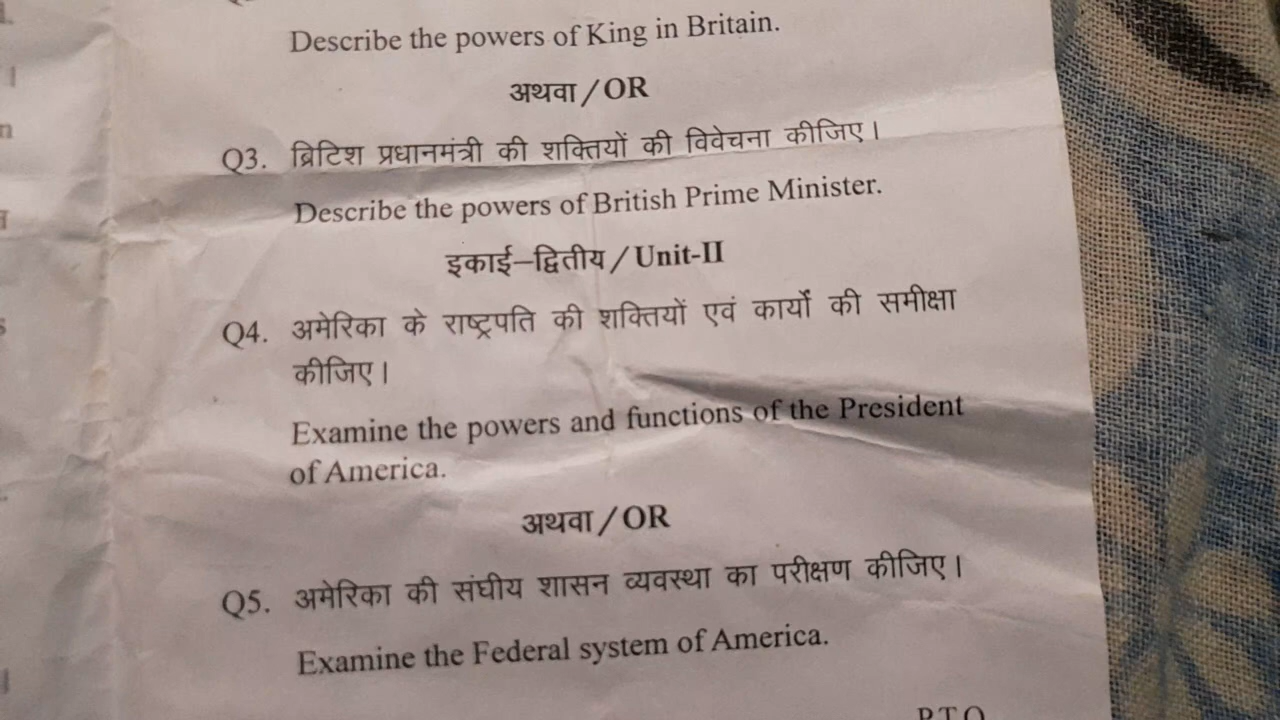 Describe the powers of King in Britain.
अथवा / OR
Q3. ब्रिटिश प्रधानमंत्री की शक्तियों की विवेचना कीजिए।
Describe the powers of British Prime Minister.
इकाई–द्वितीय / Unit-II
Q4. अमेरिका के राष्ट्रपति की शक्तियों एवं कार्यों की समीक्षा
कीजिए।
Examine the powers and functions of the President
of America.
अथवा / OR
Q5. अमेरिका की संघीय शासन व्यवस्था का परीक्षण कीजिए।
Examine the Federal system of America.
P.T.O.